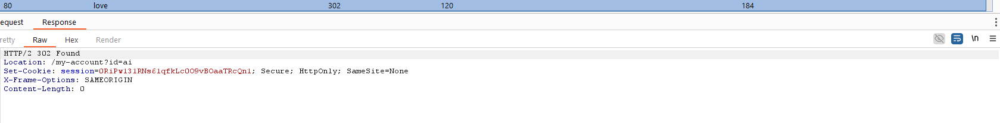 80 love 302 120 184
equest Response
retty Raw Hex Render \n
HTTP/2 302 Found
Location: /my-account?id=ai
Set-Cookie: session=ORiPw131RNs61qfkLcOO9vBOaaTRcQn1; Secure; HttpOnly; SameSite=None
X-Frame-Options: SAMEORIGIN
Content-Length: 0